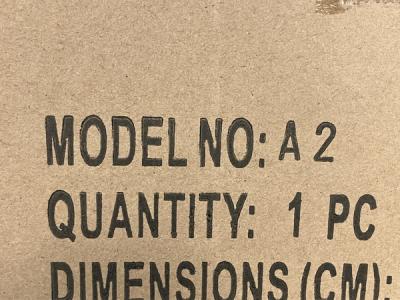 MODEL NO: A 2
QUANTITY: 1 PC
DIMENSIONS (CM):